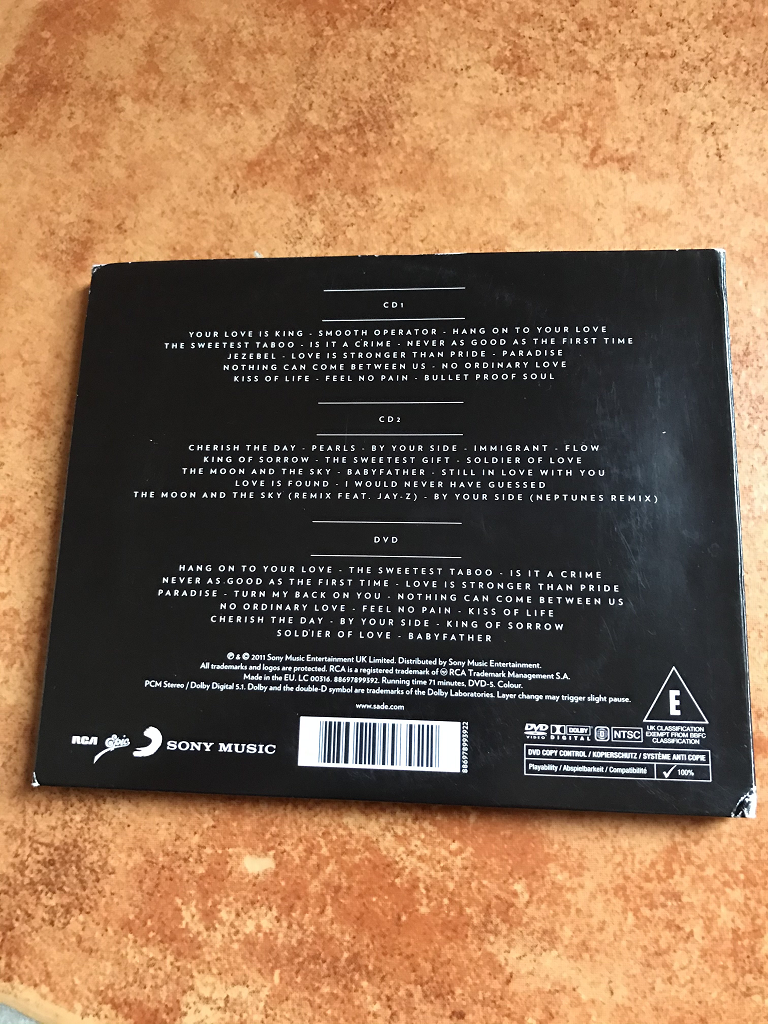 CD1
YOUR LOVE IS KING - SMOOTH OPERATOR - HANG ON TO YOUR LOVE
THE SWEETEST TABOO - IS IT A CRIME - NEVER AS GOOD AS THE FIRST TIME
JEZEBEL - LOVE IS STRONGER THAN PRIDE - PARADISE
NOTHING CAN COME BETWEEN US - NO ORDINARY LOVE
KISS OF LIFE - FEEL NO PAIN - BULLET PROOF SOUL
CD2
CHERISH THE DAY - PEARLS - BY YOUR SIDE - IMMIGRANT - FLOW
KING OF SORROW - THE SWEETEST GIFT - SOLDIER OF LOVE
THE MOON AND THE SKY - BABYFATHER - STILL IN LOVE WITH YOU
LOVE IS FOUND - I WOULD NEVER HAVE GUESSED
THE MOON AND THE SKY (REMIX FEAT. JAY-Z) - BY YOUR SIDE (NEPTUNES REMIX)
DVD
HANG ON TO YOUR LOVE - THE SWEETEST TABOO - IS IT A CRIME
NEVER AS GOOD AS THE FIRST TIME - LOVE IS STRONGER THAN PRIDE
PARADISE - TURN MY BACK ON YOU - NOTHING CAN COME BETWEEN US
NO ORDINARY LOVE - FEEL NO PAIN - KISS OF LIFE
CHERISH THE DAY - BY YOUR SIDE - KING OF SORROW
SOLDIER OF LOVE - BABYFATHER
℗ & © 2011 Sony Music Entertainment UK Limited. Distributed by Sony Music Entertainment.
All trademarks and logos are protected. RCA is a registered trademark of ® RCA Trademark Management S.A.
Made in the EU. LC 00316. 88697899392. Running time 71 minutes, DVD-5. Colour.
PCM Stereo / Dolby Digital 5.1. Dolby and the double-D symbol are trademarks of the Dolby Laboratories. Layer change may trigger slight pause.
www.sade.com
RCA Epic SONY MUSIC
886978993922
DVD VIDEO DOLBY DIGITAL 0 NTSC
E
UK CLASSIFICATION
EXEMPT FROM BBFC
CLASSIFICATION
DVD COPY CONTROL / KOPIERSCHUTZ / SYSTÈME ANTI COPIE
Playability / Abspielbarkeit / Compatibilité ✓ 100%